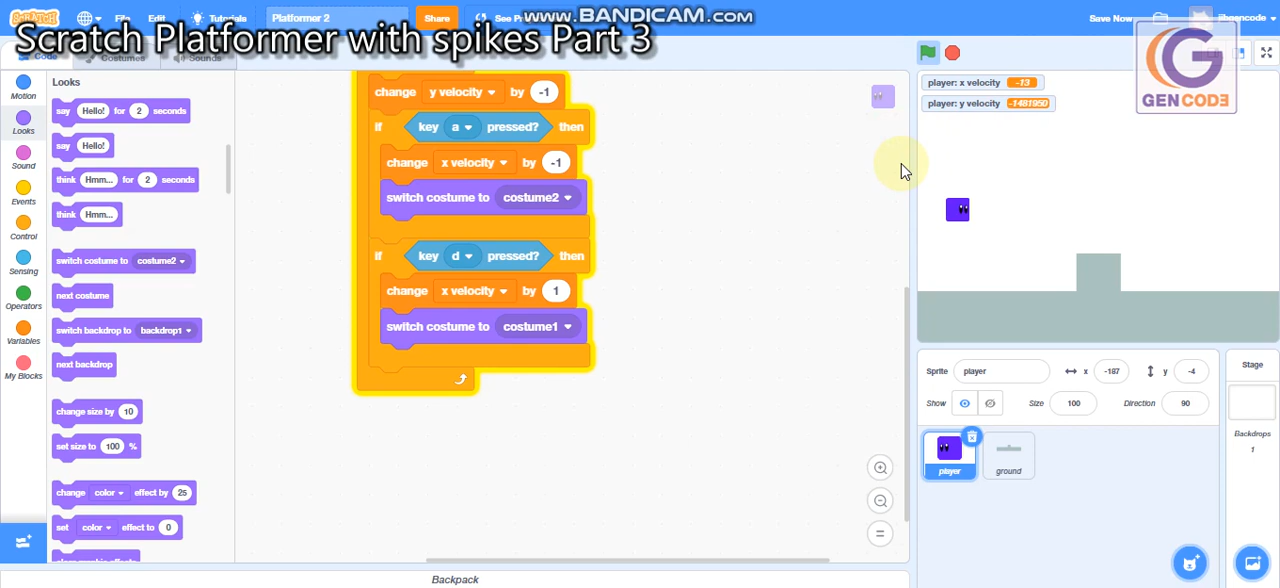 www.BANDICAM.com
SCRATCH File Edit Tutorials Platformer 2 Share Save Now
Scratch Platformer with spikes Part 3
Code Costumes Sounds
GENCODE
Motion
Looks
Sound
Events
Control
Sensing
Operators
Variables
My Blocks
Looks
say Hello! for 2 seconds
say Hello!
think Hmm... for 2 seconds
think Hmm...
switch costume to costume2
next costume
switch backdrop to backdrop1
next backdrop
change size by 10
set size to 100 %
change color effect by 25
set color effect to 0
change y velocity by -1
if key a pressed? then
change x velocity by -1
switch costume to costume2
if key d pressed? then
change x velocity by 1
switch costume to costume1
player: x velocity -13
player: y velocity -1481950
Sprite player x -187 y -4
Show Size 100 Direction 90
player ground
Stage
Backdrops
1
Backpack